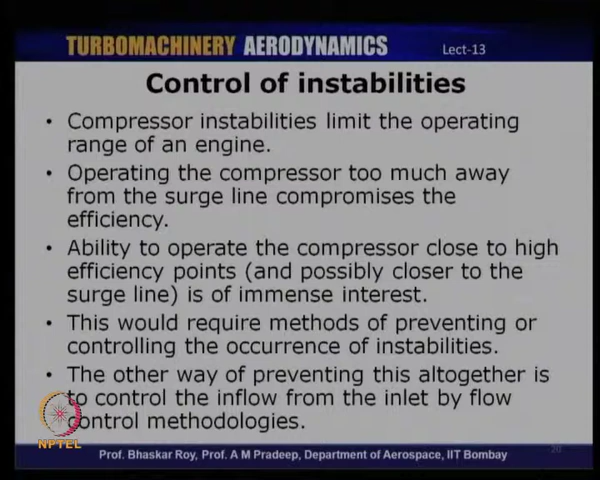 TURBOMACHINERY AERODYNAMICS
Lect-13
Control of instabilities
• Compressor instabilities limit the operating
range of an engine.
• Operating the compressor too much away
from the surge line compromises the
efficiency.
• Ability to operate the compressor close to high
efficiency points (and possibly closer to the
surge line) is of immense interest.
• This would require methods of preventing or
controlling the occurrence of instabilities.
• The other way of preventing this altogether is
to control the inflow from the inlet by flow
control methodologies.
NPTEL
Prof. Bhaskar Roy, Prof. A M Pradeep, Department of Aerospace, IIT Bombay
20